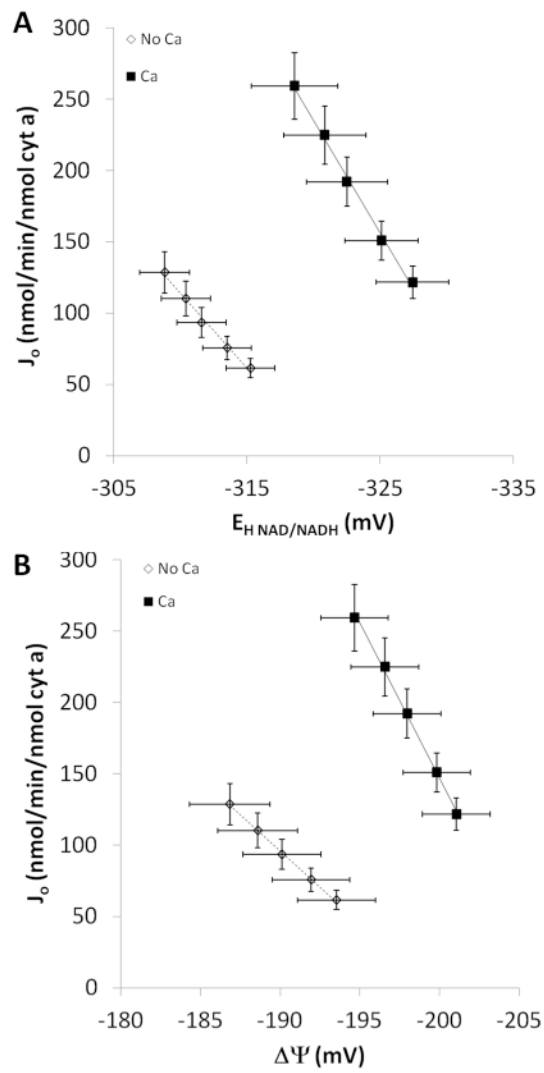 A
300
No Ca
Ca
250
200
150
100
50
0
Jo (nmol/min/nmol cyt a)
-305
-315
-325
-335
EH NAD/NADH (mV)
B
300
No Ca
Ca
250
200
150
100
50
0
Jo (nmol/min/nmol cyt a)
-180
-185
-190
-195
-200
-205
ΔΨ (mV)